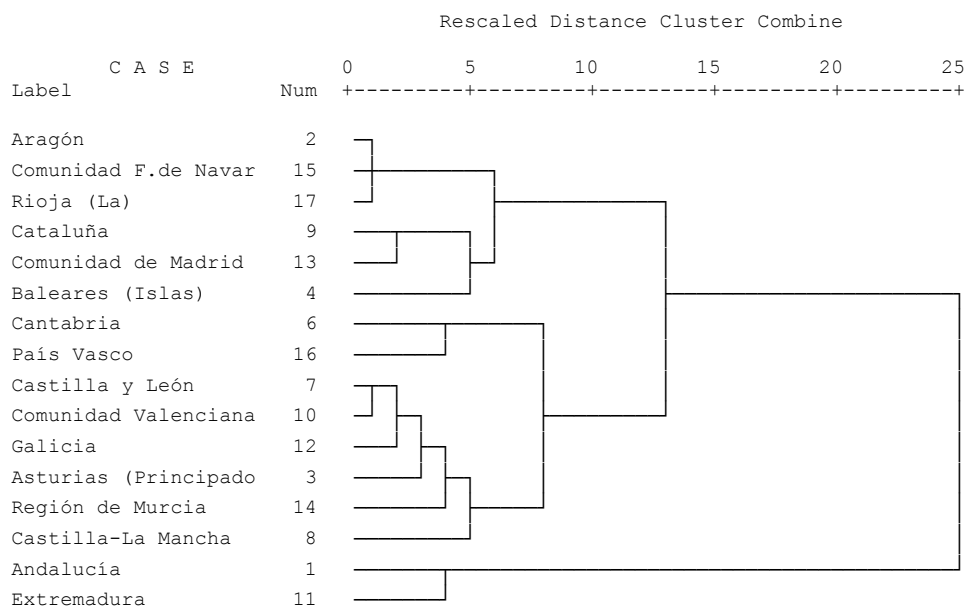 Rescaled Distance Cluster Combine
C A S E 0 5 10 15 20 25
Label Num +---------+---------+---------+---------+---------+
Aragón 2
Comunidad F.de Navar 15
Rioja (La) 17
Cataluña 9
Comunidad de Madrid 13
Baleares (Islas) 4
Cantabria 6
País Vasco 16
Castilla y León 7
Comunidad Valenciana 10
Galicia 12
Asturias (Principado 3
Región de Murcia 14
Castilla-La Mancha 8
Andalucía 1
Extremadura 11